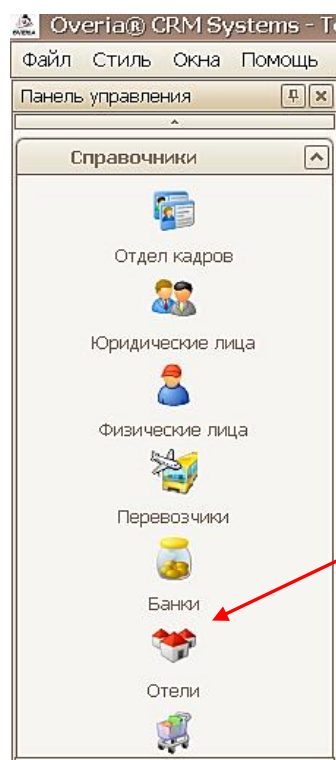 Overia® CRM Systems -
Файл Стиль Окна Помощь
Панель управления
Справочники
Отдел кадров
Юридические лица
Физические лица
Перевозчики
Банки
Отели